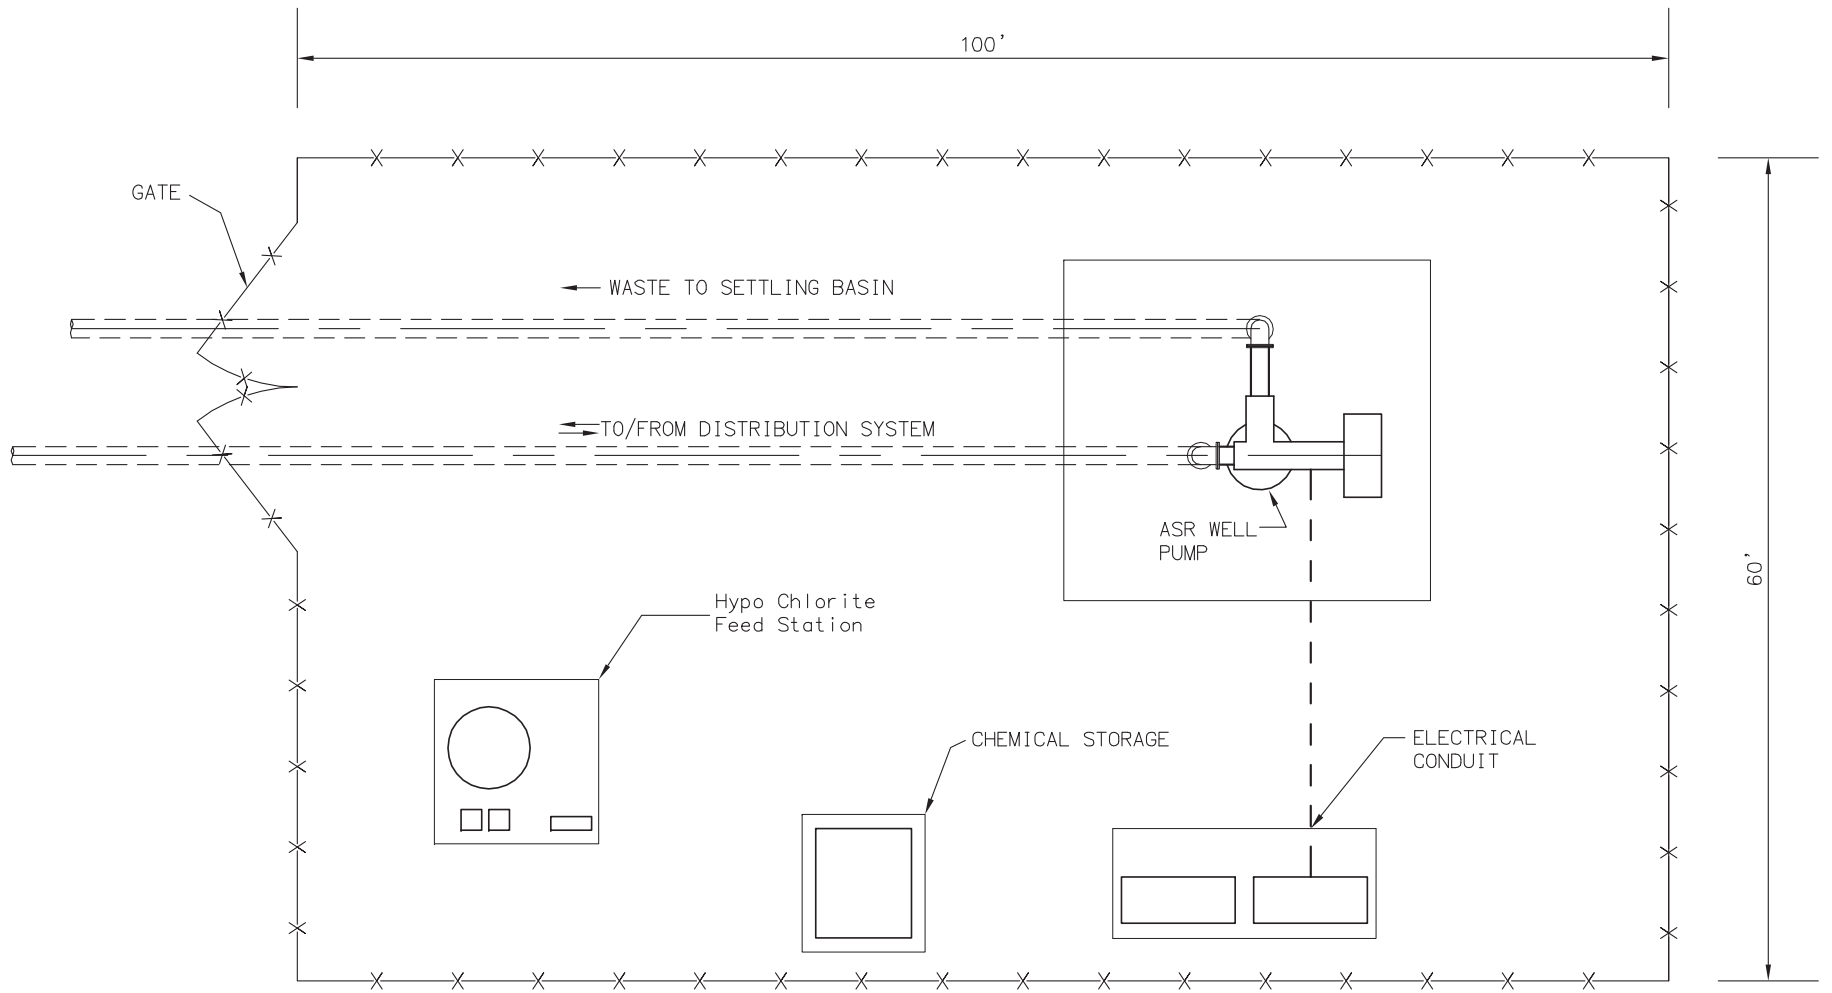 100'
GATE
WASTE TO SETTLING BASIN
TO/FROM DISTRIBUTION SYSTEM
ASR WELL
PUMP
60'
Hypo Chlorite
Feed Station
CHEMICAL STORAGE
ELECTRICAL
CONDUIT